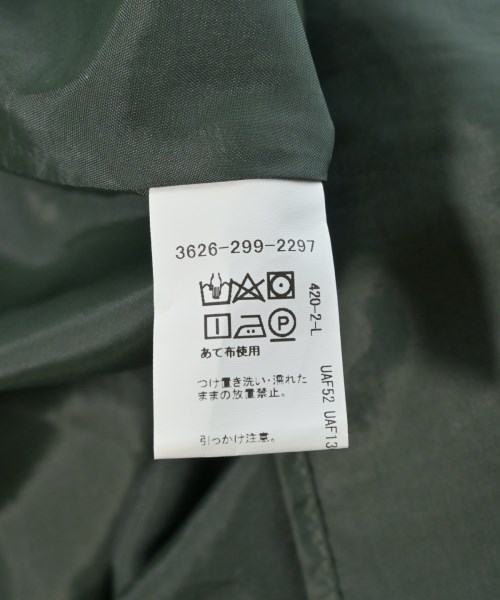 3626-299-2297
P
あて布使用
つけ置き洗い・濡れた
ままの放置禁止。
引っかけ注意。
420-2-L
UAF52 UAF13